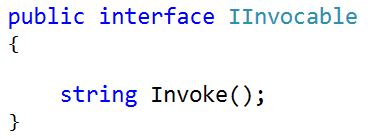 public interface IInvocable
{
    string Invoke();
}